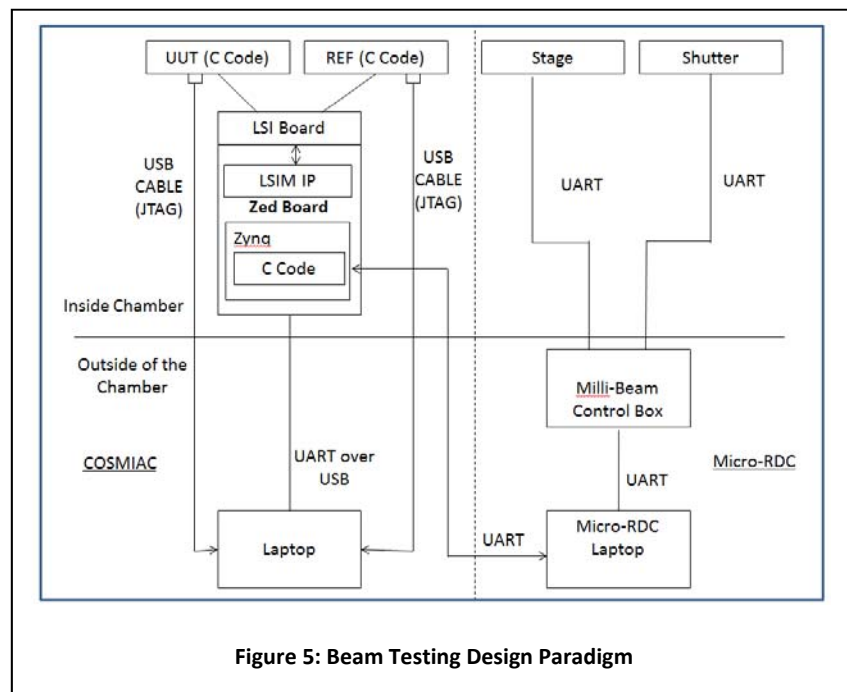 UUT (C Code)
REF (C Code)
Stage
Shutter
LSI Board
USB
CABLE
(JTAG)
LSIM IP
Zed Board
Zynq
C Code
USB
CABLE
(JTAG)
UART
UART
Inside Chamber
Outside of the
Chamber
COSMIAC
UART over
USB
Laptop
UART
Milli-Beam
Control Box
Micro-RDC
UART
Micro-RDC
Laptop
Figure 5: Beam Testing Design Paradigm